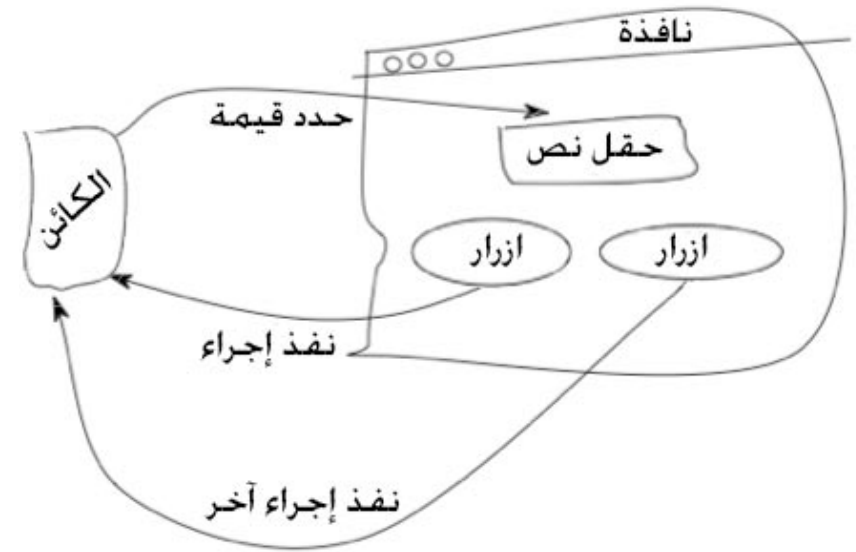 نافذة
حدد قيمة
حقل نص
الكائن
ازرار
ازرار
نفذ إجراء
نفذ إجراء آخر